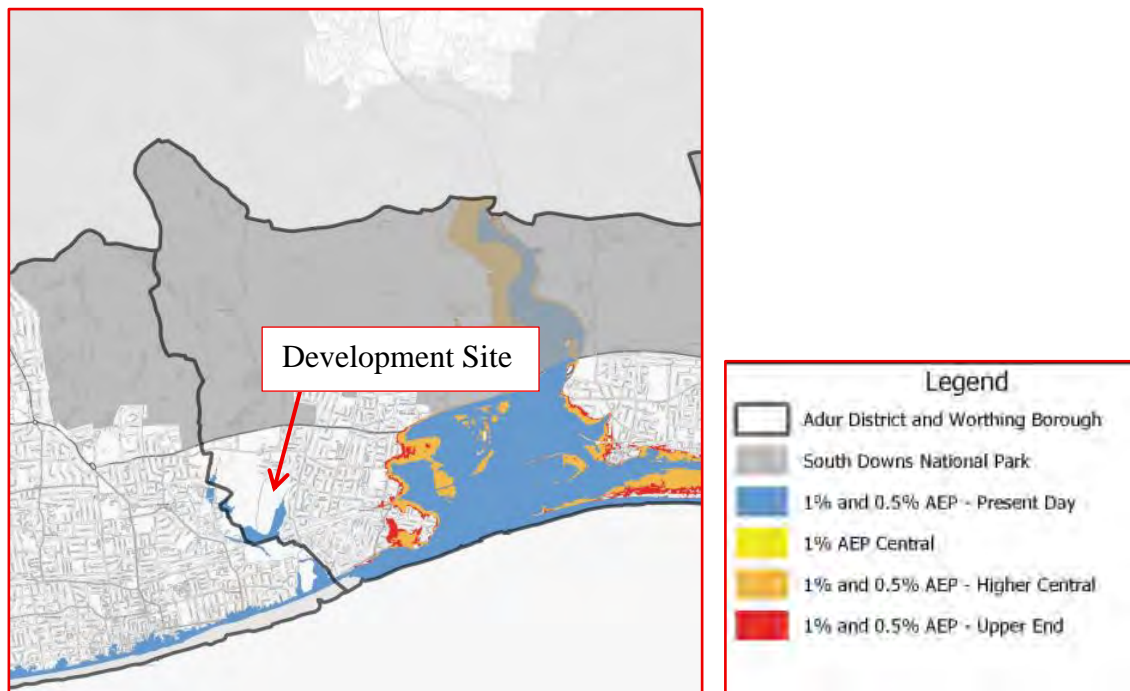 Development Site
Legend
Adur District and Worthing Borough
South Downs National Park
1% and 0.5% AEP - Present Day
1% AEP Central
1% and 0.5% AEP - Higher Central
1% and 0.5% AEP - Upper End